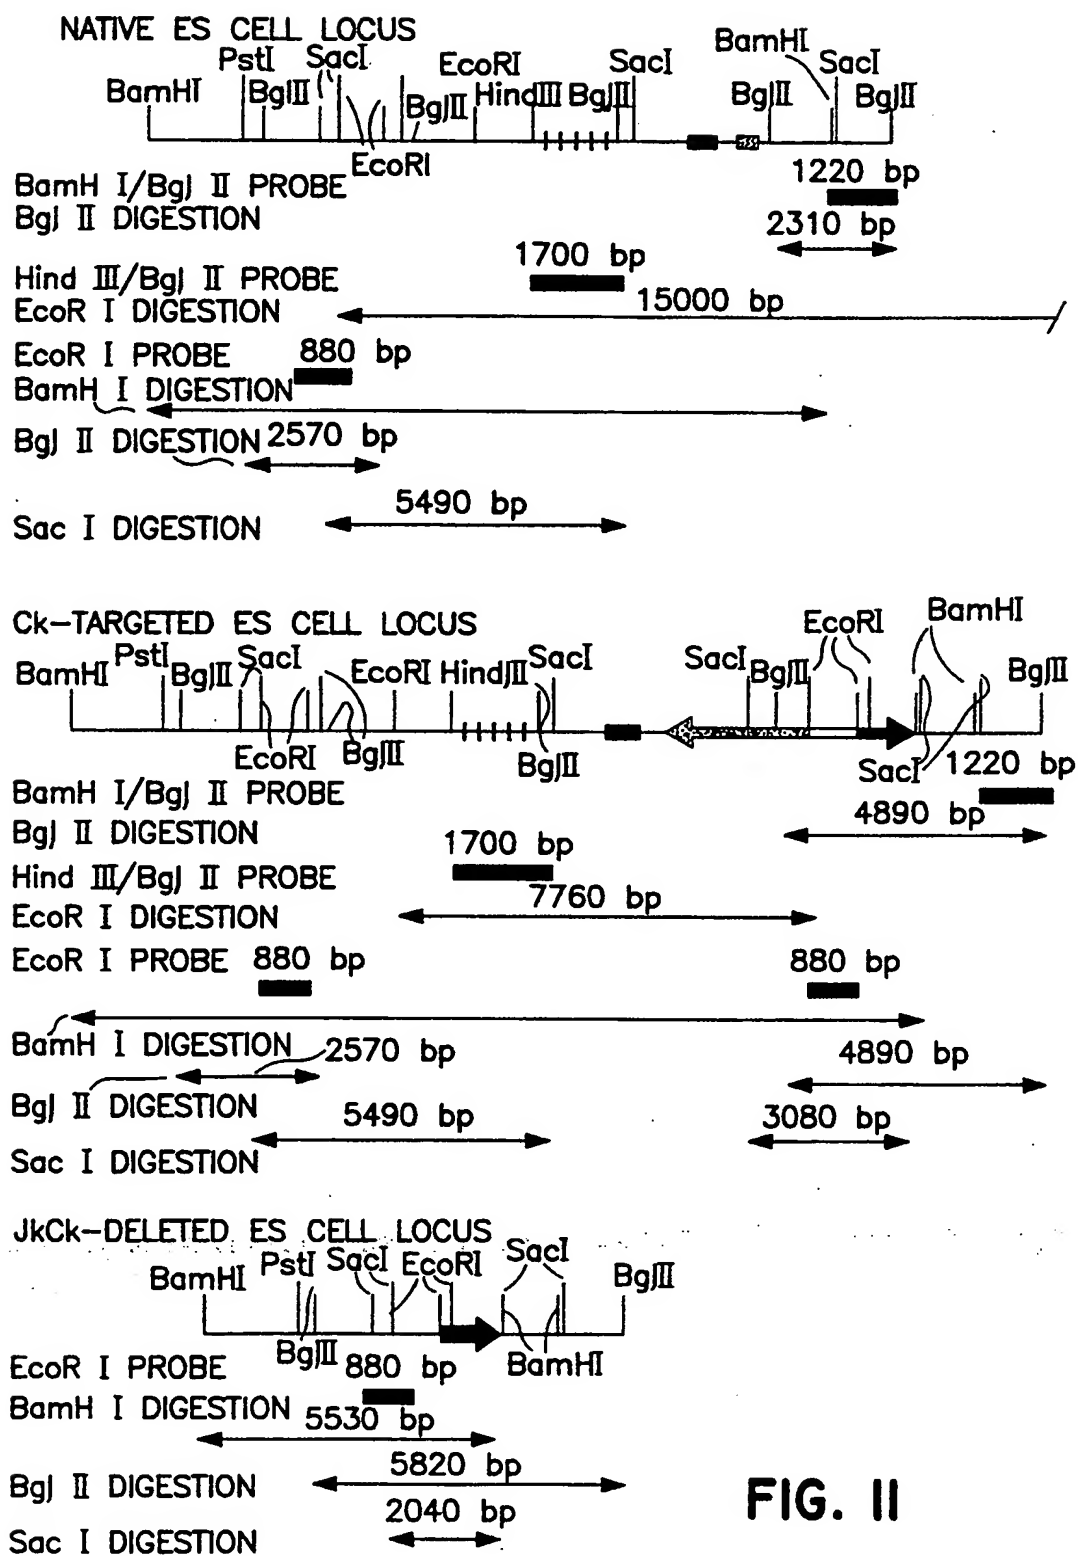 NATIVE ES CELL LOCUS
BamHI
SacI
PstI SacI
EcoRI SacI
BamHI BglII BglII HindIII BglII BglII BglII
EcoRI
1220 bp
BamH I/Bgl II PROBE
Bgl II DIGESTION
2310 bp
1700 bp
Hind III/Bgl II PROBE
15000 bp
EcoR I DIGESTION
EcoR I PROBE 880 bp
BamH I DIGESTION
Bgl II DIGESTION 2570 bp
5490 bp
Sac I DIGESTION
Ck-TARGETED ES CELL LOCUS
EcoRI BamHI
PstI SacI SacI SacI
BamHI BglII EcoRI HindIII BglII BglII
EcoRI BglII BglII SacI 1220 bp
BamH I/Bgl II PROBE
Bgl II DIGESTION 4890 bp
1700 bp
Hind III/Bgl II PROBE
7760 bp
EcoR I DIGESTION
EcoR I PROBE 880 bp 880 bp
BamH I DIGESTION 2570 bp 4890 bp
Bgl II DIGESTION
5490 bp 3080 bp
Sac I DIGESTION
JkCk-DELETED ES CELL LOCUS
SacI
PstI SacI EcoRI
BamHI BglII
BglII BamHI
EcoR I PROBE 880 bp
BamH I DIGESTION 5530 bp
5820 bp
Bgl II DIGESTION
2040 bp
Sac I DIGESTION
FIG. II